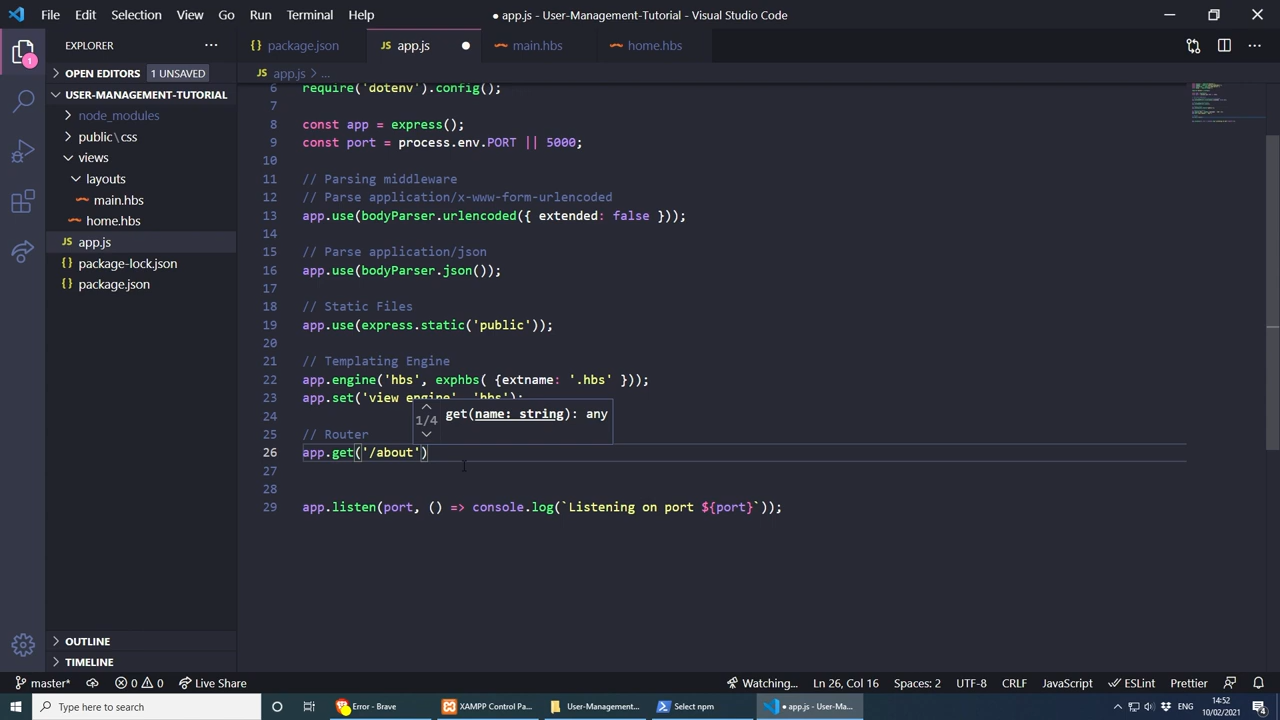 File Edit Selection View Go Run Terminal Help
● app.js - User-Management-Tutorial - Visual Studio Code
EXPLORER
package.json
app.js
main.hbs
home.hbs
1
OPEN EDITORS 1 UNSAVED
USER-MANAGEMENT-TUTORIAL
node_modules
public\css
views
layouts
main.hbs
home.hbs
JS app.js
{} package-lock.json
{} package.json
OUTLINE
TIMELINE
JS app.js > ...
6 require('dotenv').config();
7
8 const app = express();
9 const port = process.env.PORT || 5000;
10
11 // Parsing middleware
12 // Parse application/x-www-form-urlencoded
13 app.use(bodyParser.urlencoded({ extended: false }));
14
15 // Parse application/json
16 app.use(bodyParser.json());
17
18 // Static Files
19 app.use(express.static('public'));
20
21 // Templating Engine
22 app.engine('hbs', exphbs( {extname: '.hbs' }));
23 app.set('view engine', 'hbs');
24
1/4 get(name: string): any
25 // Router
26 app.get('/about')
27
28
29 app.listen(port, () => console.log(`Listening on port ${port}`));
master* 0 0 Live Share
Watching... Ln 26, Col 16 Spaces: 2 UTF-8 CRLF JavaScript ESLint Prettier
Type here to search
Error - Brave
XAMPP Control Pa...
User-Management...
Select npm
● app.js - User-Ma...
14:52
10/02/2021
4